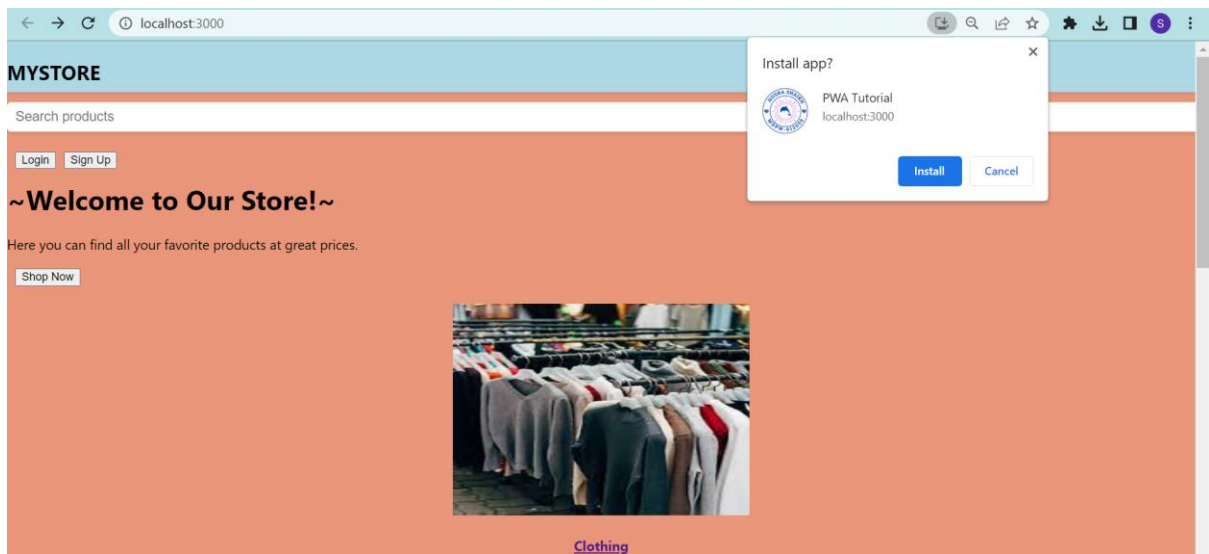 localhost:3000
S
Install app?
PWA Tutorial
localhost:3000
Install Cancel
MYSTORE
Search products
Login Sign Up
~Welcome to Our Store!~
Here you can find all your favorite products at great prices.
Shop Now
Clothing